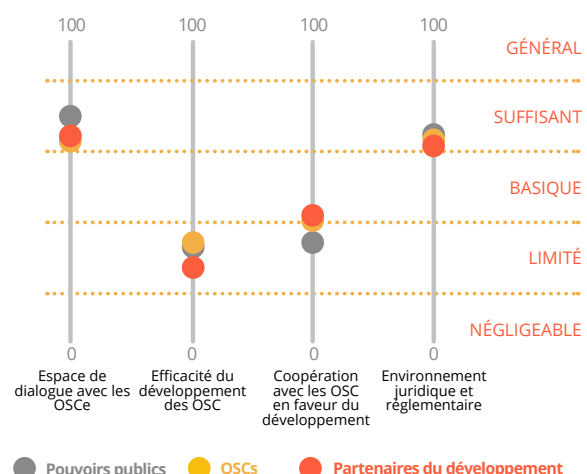 100 100 100 100
GÉNÉRAL
SUFFISANT
BASIQUE
LIMITÉ
NÉGLIGEABLE
0 0 0 0
Espace de
dialogue avec les
OSCe
Efficacité du
développement
des OSC
Coopération
avec les OSC
en faveur du
développement
Environnement
juridique et
règlementaire
Pouvoirs publics OSCs Partenaires du développement